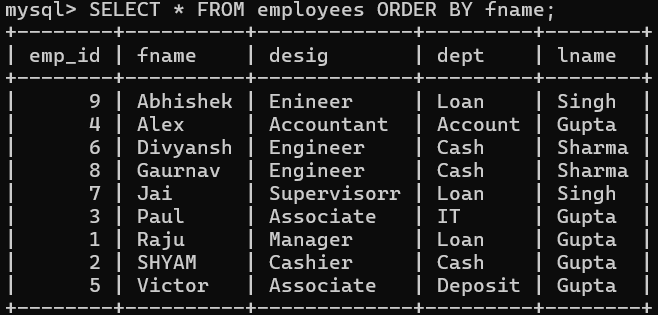 mysql> SELECT * FROM employees ORDER BY fname;
+--------+----------+-------------+---------+--------+
| emp_id | fname    | desig       | dept    | lname  |
+--------+----------+-------------+---------+--------+
|      9 | Abhishek | Enineer     | Loan    | Singh  |
|      4 | Alex     | Accountant  | Account | Gupta  |
|      6 | Divyansh | Engineer    | Cash    | Sharma |
|      8 | Gaurnav  | Engineer    | Cash    | Sharma |
|      7 | Jai      | Supervisorr | Loan    | Singh  |
|      3 | Paul     | Associate   | IT      | Gupta  |
|      1 | Raju     | Manager     | Loan    | Gupta  |
|      2 | SHYAM    | Cashier     | Cash    | Gupta  |
|      5 | Victor   | Associate   | Deposit | Gupta  |
+--------+----------+-------------+---------+--------+